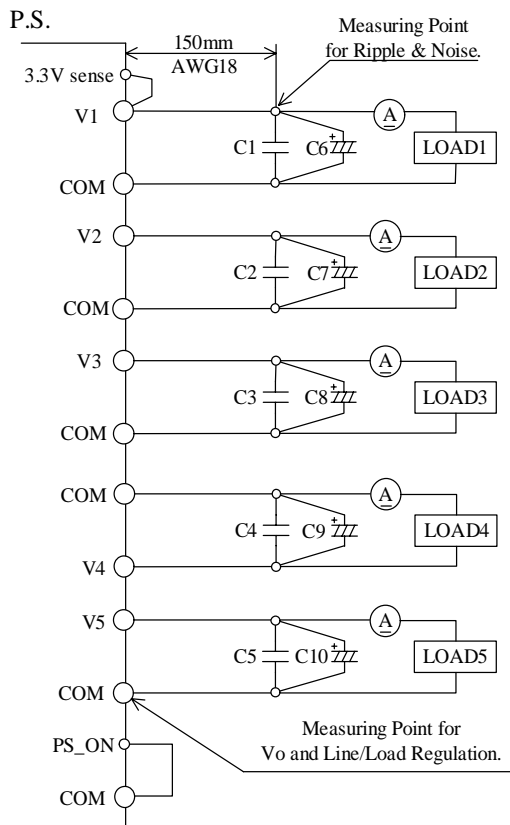 P.S.
150mm
AWG18
Measuring Point
for Ripple & Noise.
3.3V sense
V1
C1
C6
+
A
LOAD1
COM
V2
C2
C7
+
A
LOAD2
COM
V3
C3
C8
+
A
LOAD3
COM
COM
C4
C9
+
A
LOAD4
V4
V5
C5
C10
+
A
LOAD5
COM
Measuring Point for
Vo and Line/Load Regulation.
PS_ON
COM